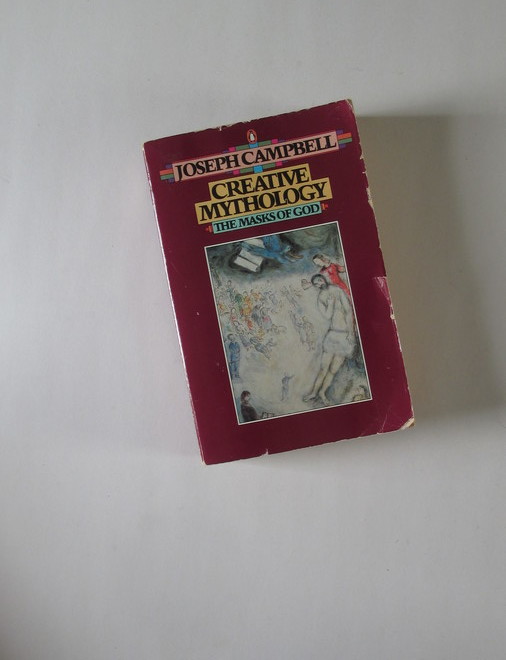 JOSEPH CAMPBELL
CREATIVE
MYTHOLOGY
THE MASKS OF GOD